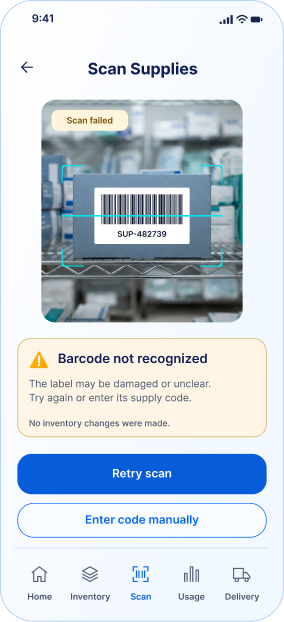 9:41
Scan Supplies
Scan failed
SUP-482739
Barcode not recognized
The label may be damaged or unclear.
Try again or enter its supply code.
No inventory changes were made.
Retry scan
Enter code manually
Home
Inventory
Scan
Usage
Delivery